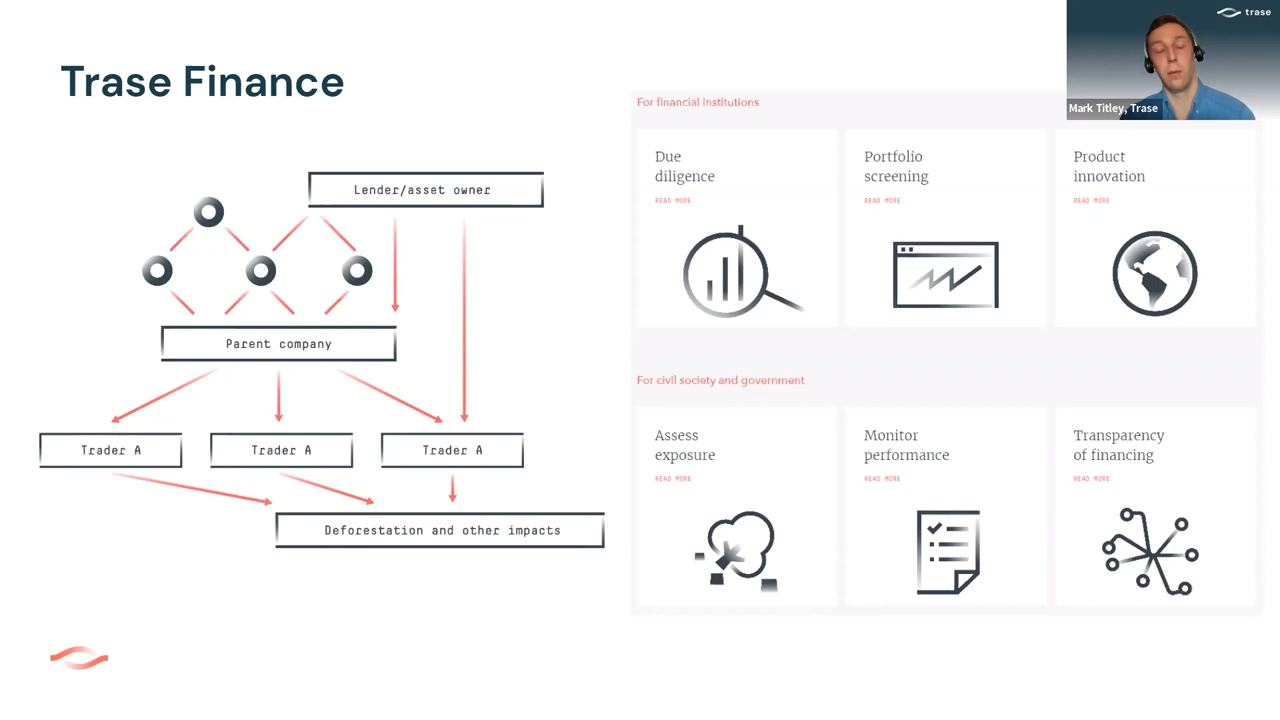 Trase Finance
Lender/asset owner
Parent company
Trader A
Trader A
Trader A
Deforestation and other impacts
For financial institutions
Due
diligence
READ MORE
Portfolio
screening
READ MORE
Product
innovation
READ MORE
For civil society and government
Assess
exposure
READ MORE
Monitor
performance
READ MORE
Transparency
of financing
READ MORE
trase
Mark Titley, Trase